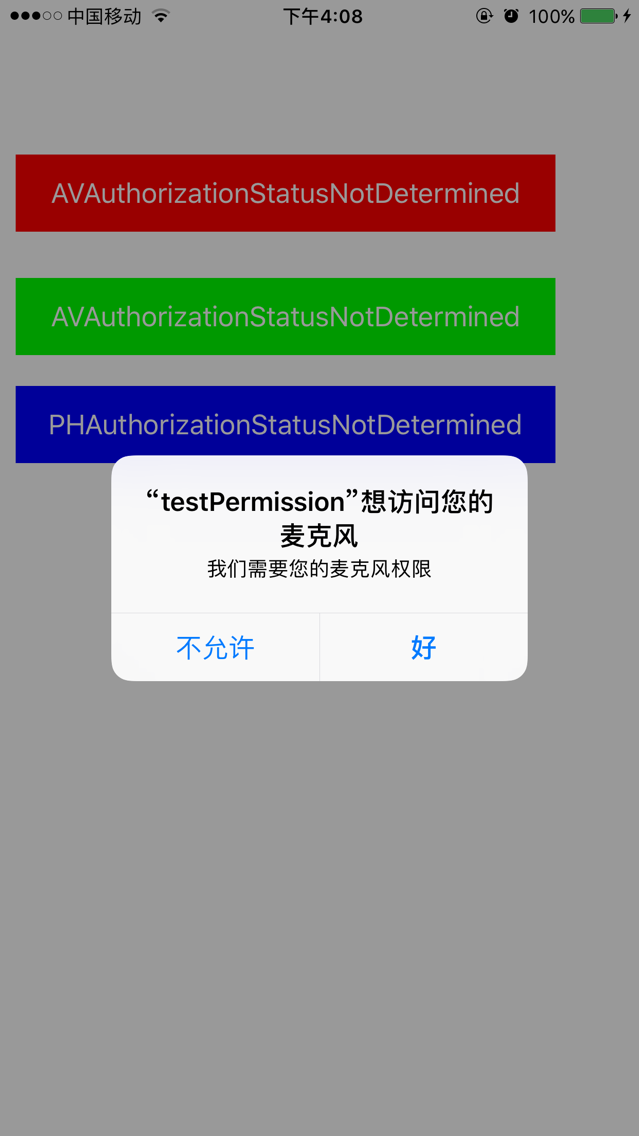 中国移动 下午4:08 100%
AVAuthorizationStatusNotDetermined
AVAuthorizationStatusNotDetermined
PHAuthorizationStatusNotDetermined
“testPermission”想访问您的
麦克风
我们需要您的麦克风权限
不允许 好